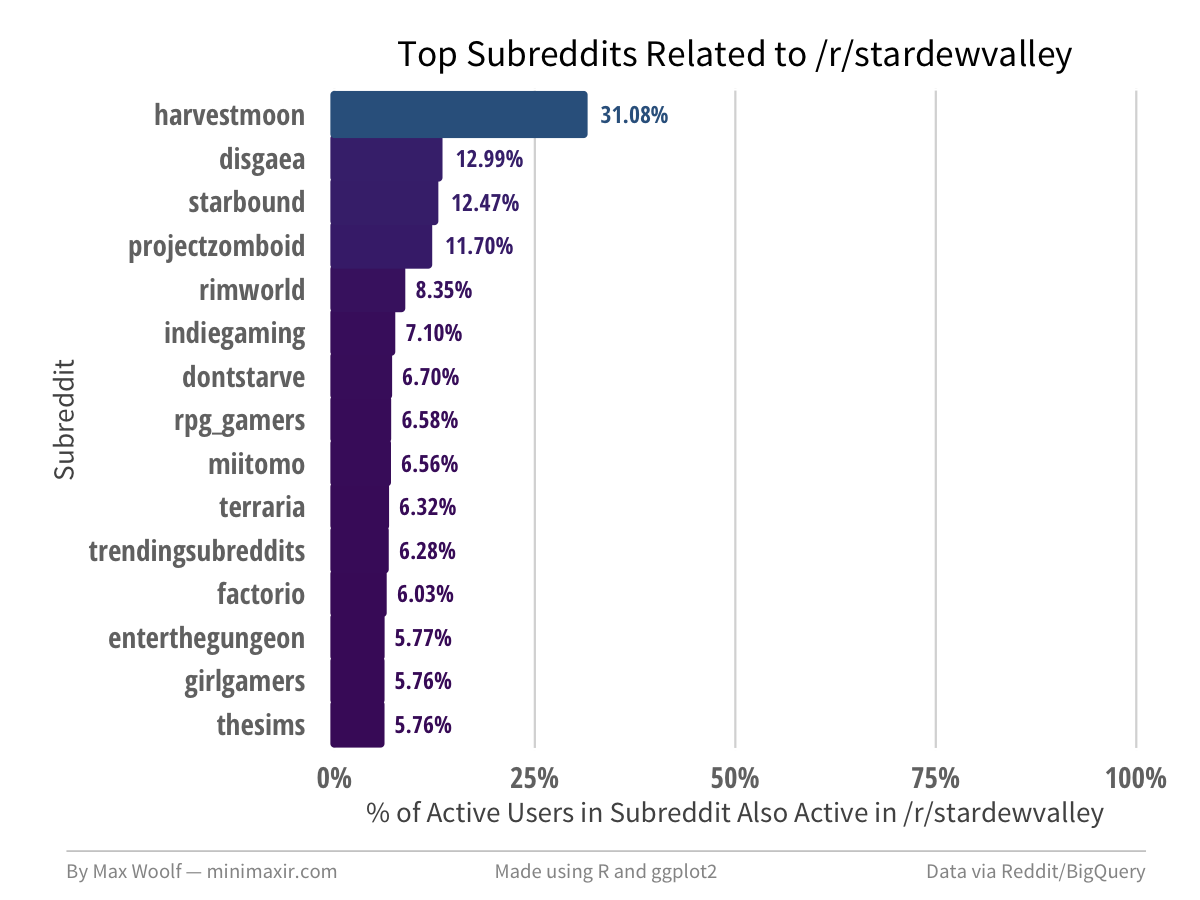 Top Subreddits Related to /r/stardewvalley
harvestmoon 31.08%
disgaea 12.99%
starbound 12.47%
projectzomboid 11.70%
rimworld 8.35%
indiegaming 7.10%
dontstarve 6.70%
rpg_gamers 6.58%
miitomo 6.56%
terraria 6.32%
trendingsubreddits 6.28%
factorio 6.03%
enterthegungeon 5.77%
girlgamers 5.76%
thesims 5.76%
Subreddit
0% 25% 50% 75% 100%
% of Active Users in Subreddit Also Active in /r/stardewvalley
By Max Woolf — minimaxir.com Made using R and ggplot2 Data via Reddit/BigQuery